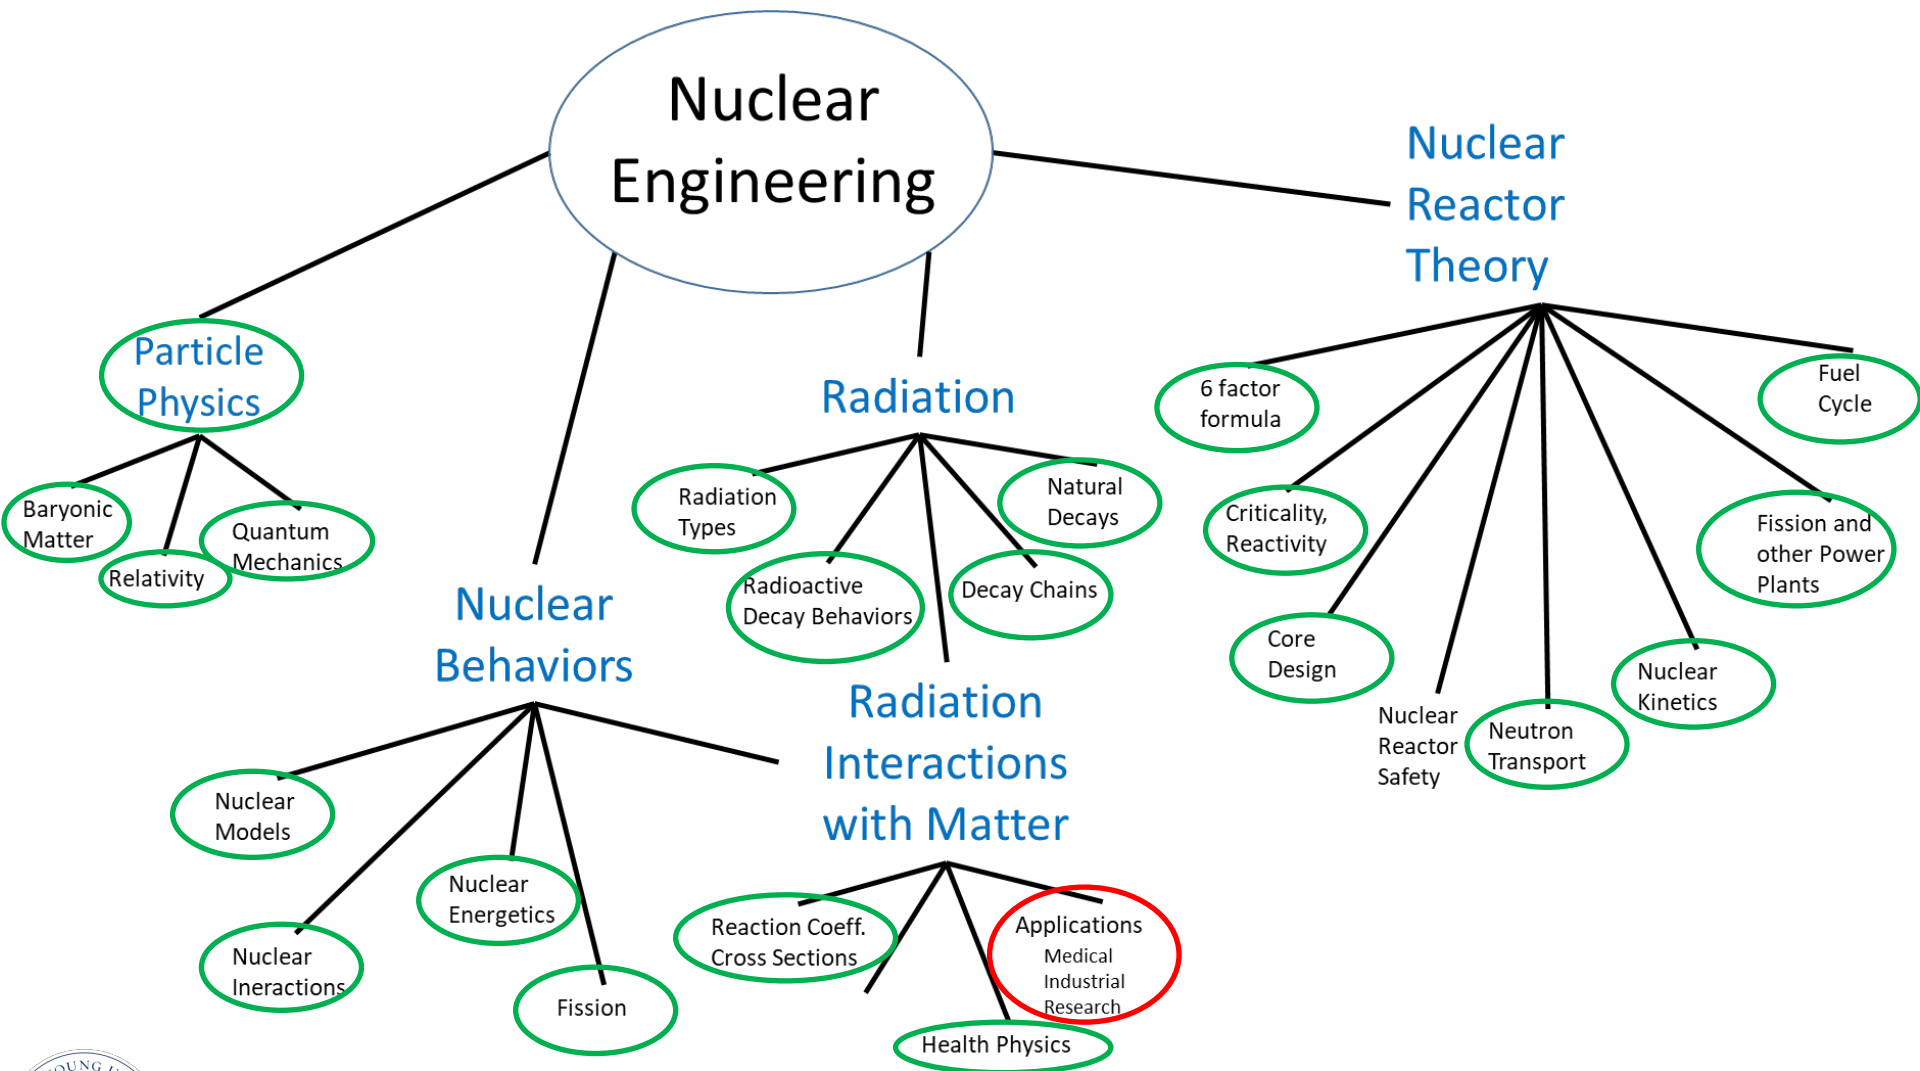 Nuclear
Engineering
Nuclear
Reactor
Theory
Particle
Physics
Baryonic
Matter
Relativity
Quantum
Mechanics
Radiation
Radiation
Types
Radioactive
Decay Behaviors
Decay Chains
Natural
Decays
6 factor
formula
Criticality,
Reactivity
Core
Design
Nuclear
Reactor
Safety
Neutron
Transport
Nuclear
Kinetics
Fission and
other Power
Plants
Fuel
Cycle
Nuclear
Behaviors
Nuclear
Models
Nuclear
Ineractions
Nuclear
Energetics
Fission
Radiation
Interactions
with Matter
Reaction Coeff.
Cross Sections
Health Physics
Applications
Medical
Industrial
Research